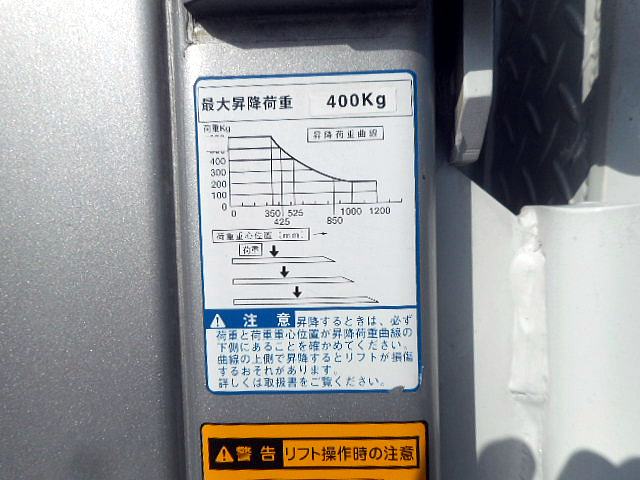 最大昇降荷重 400Kg
荷重Kg
昇降荷重曲線
400
300
200
100
0
0 350 525 1000 1200
425 850
荷重重心位置 (mm) →
荷重
⚠ 注意 昇降するときは、必ず
荷重と荷重重心位置が昇降荷重曲線の
下側にあることを確かめてください。
曲線の上側で昇降するとリフトが損傷
するおそれがあります。
詳しくは取扱書をご覧ください。
⚠警告 リフト操作時の注意